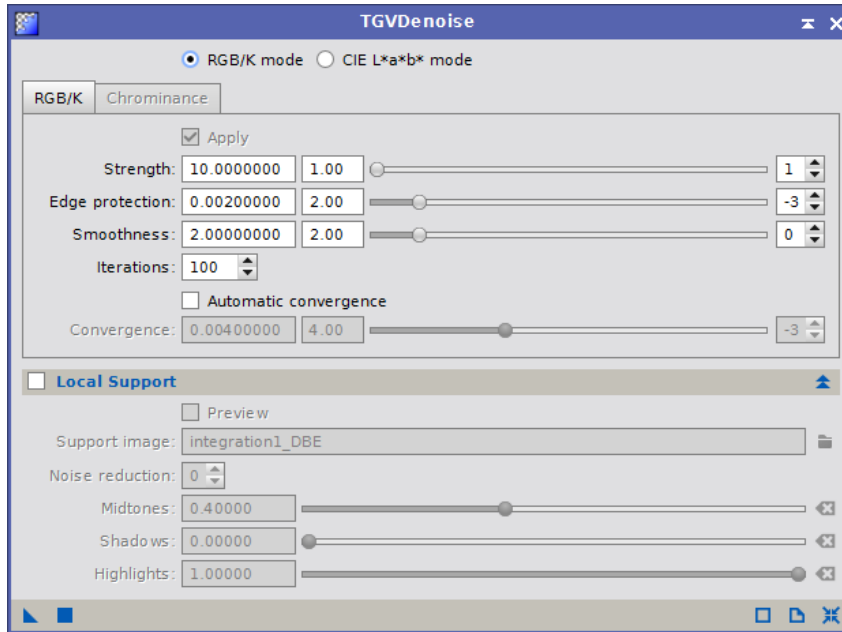 TGVDenoise
RGB/K mode CIE L*a*b* mode
RGB/K Chrominance
Apply
Strength: 10.0000000 1.00 1
Edge protection: 0.00200000 2.00 -3
Smoothness: 2.00000000 2.00 0
Iterations: 100
Automatic convergence
Convergence: 0.00400000 4.00 -3
Local Support
Preview
Support image: integration1_DBE
Noise reduction: 0
Midtones: 0.40000
Shadows: 0.00000
Highlights: 1.00000